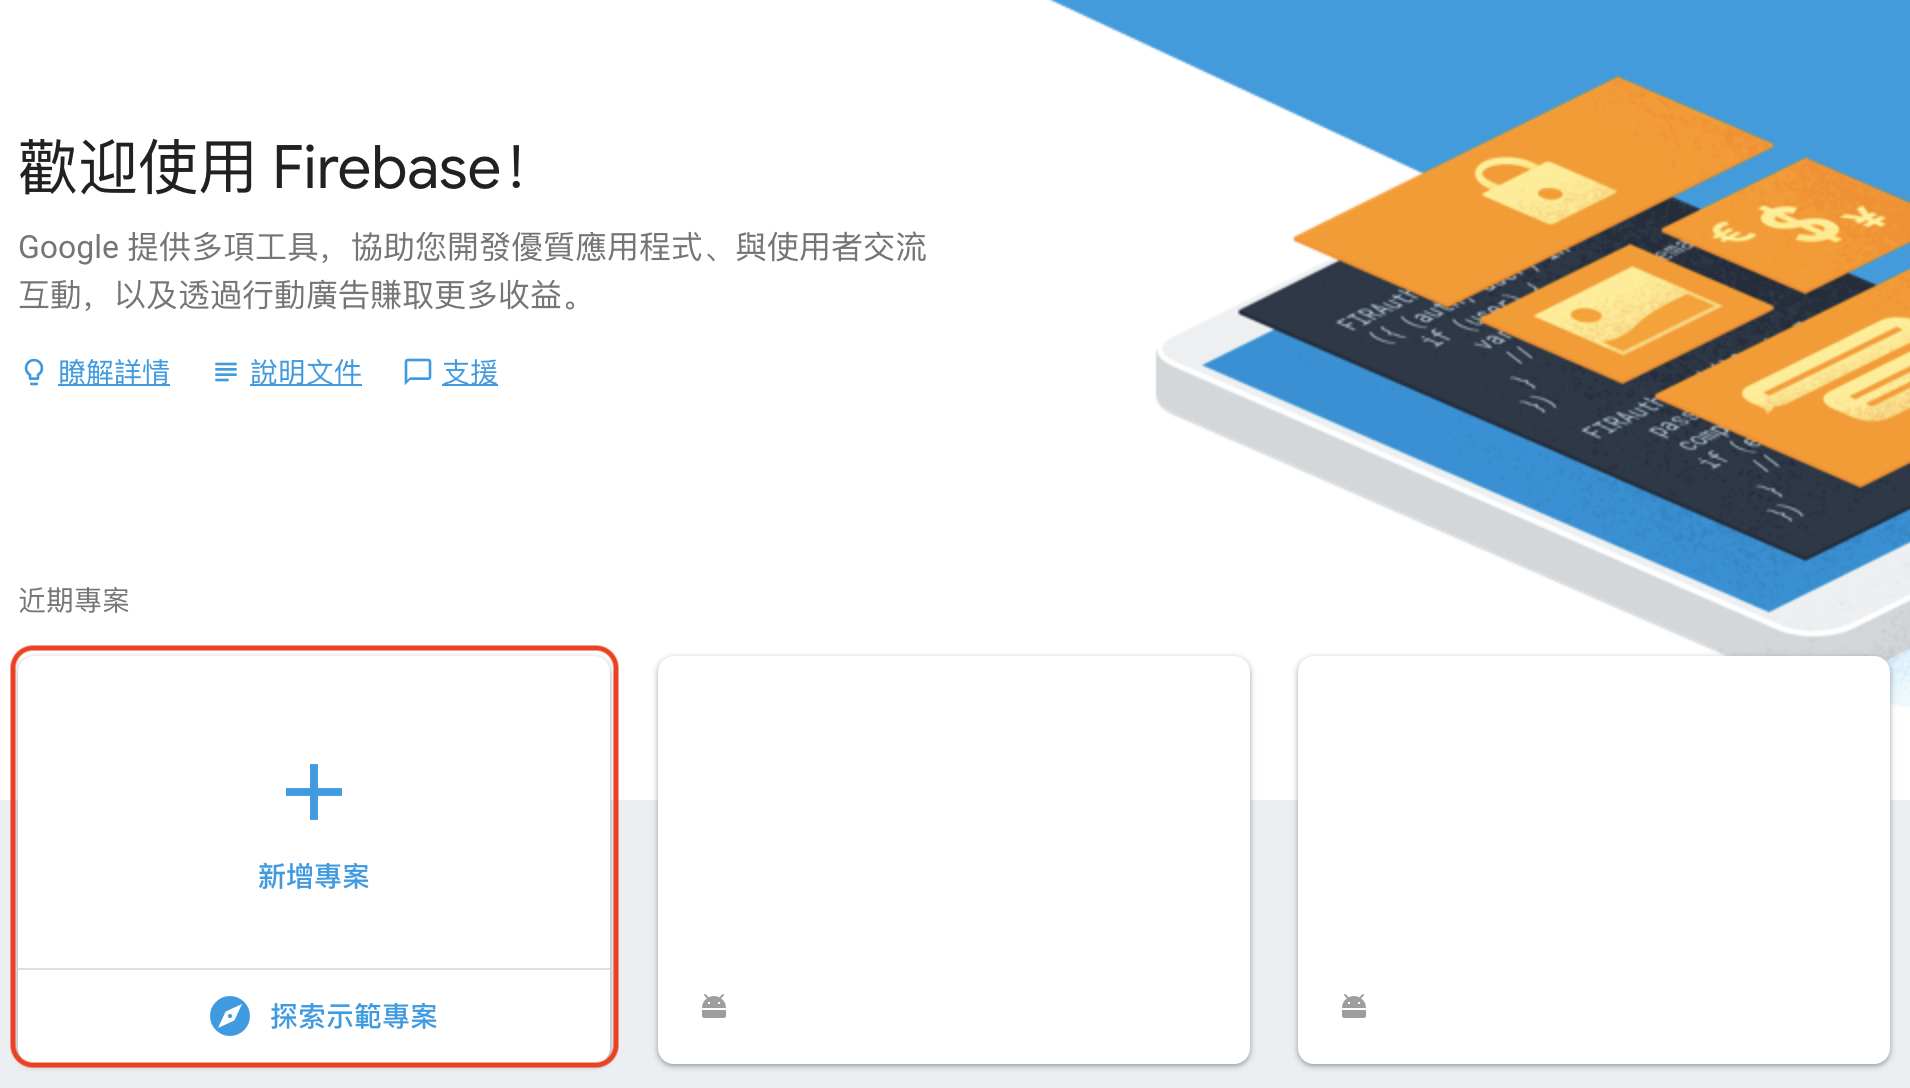 歡迎使用 Firebase！
Google 提供多項工具，協助您開發優質應用程式、與使用者交流
互動，以及透過行動廣告賺取更多收益。
瞭解詳情 說明文件 支援
近期專案
新增專案
探索示範專案